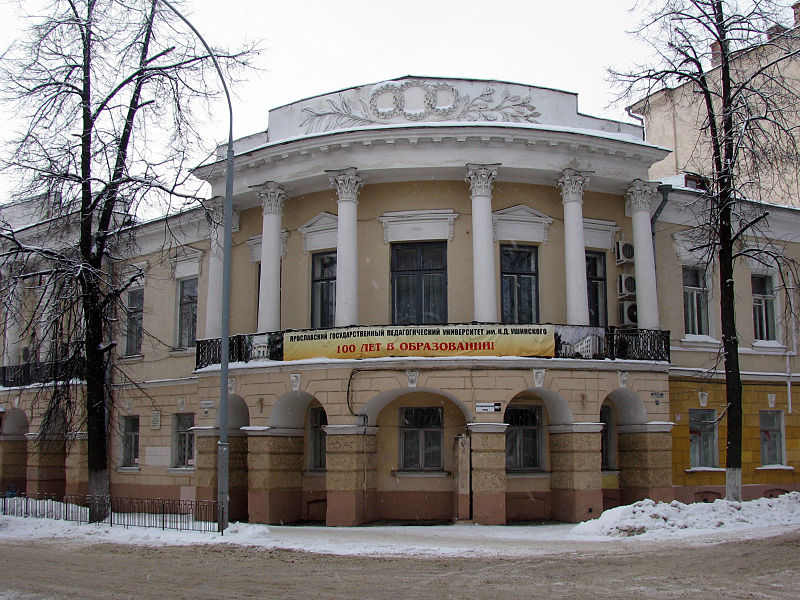 ЯРОСЛАВСКИЙ ГОСУДАРСТВЕННЫЙ ПЕДАГОГИЧЕСКИЙ УНИВЕРСИТЕТ им. К.Д. УШИНСКОГО
100 ЛЕТ В ОБРАЗОВАНИИ!